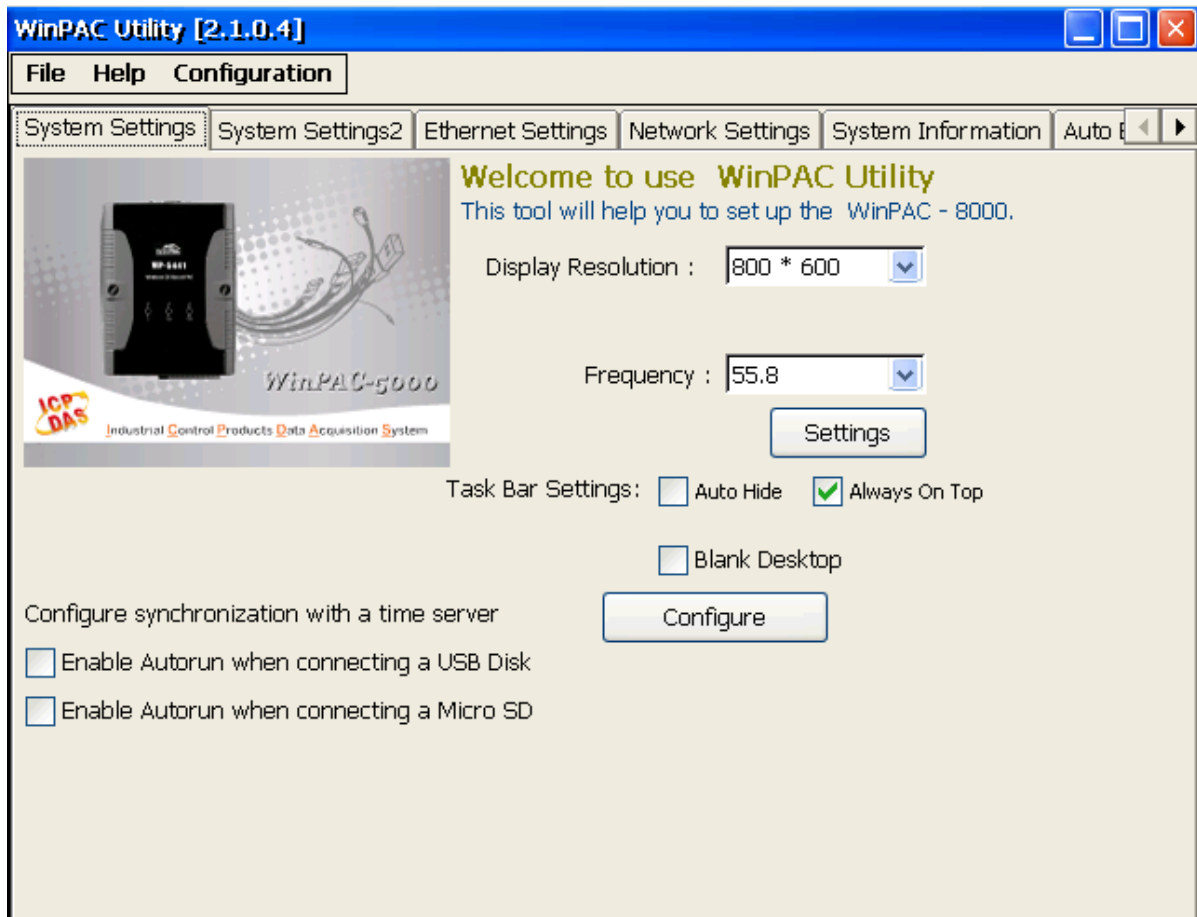 WinPAC Utility [2.1.0.4]
File Help Configuration
System Settings System Settings2 Ethernet Settings Network Settings System Information Auto
Welcome to use WinPAC Utility
This tool will help you to set up the WinPAC - 8000.
Display Resolution : 800 * 600
Frequency : 55.8
Settings
WinPAC-5000
ICP DAS
Industrial Control Products Data Acquisition System
Task Bar Settings: Auto Hide Always On Top
Blank Desktop
Configure synchronization with a time server Configure
Enable Autorun when connecting a USB Disk
Enable Autorun when connecting a Micro SD